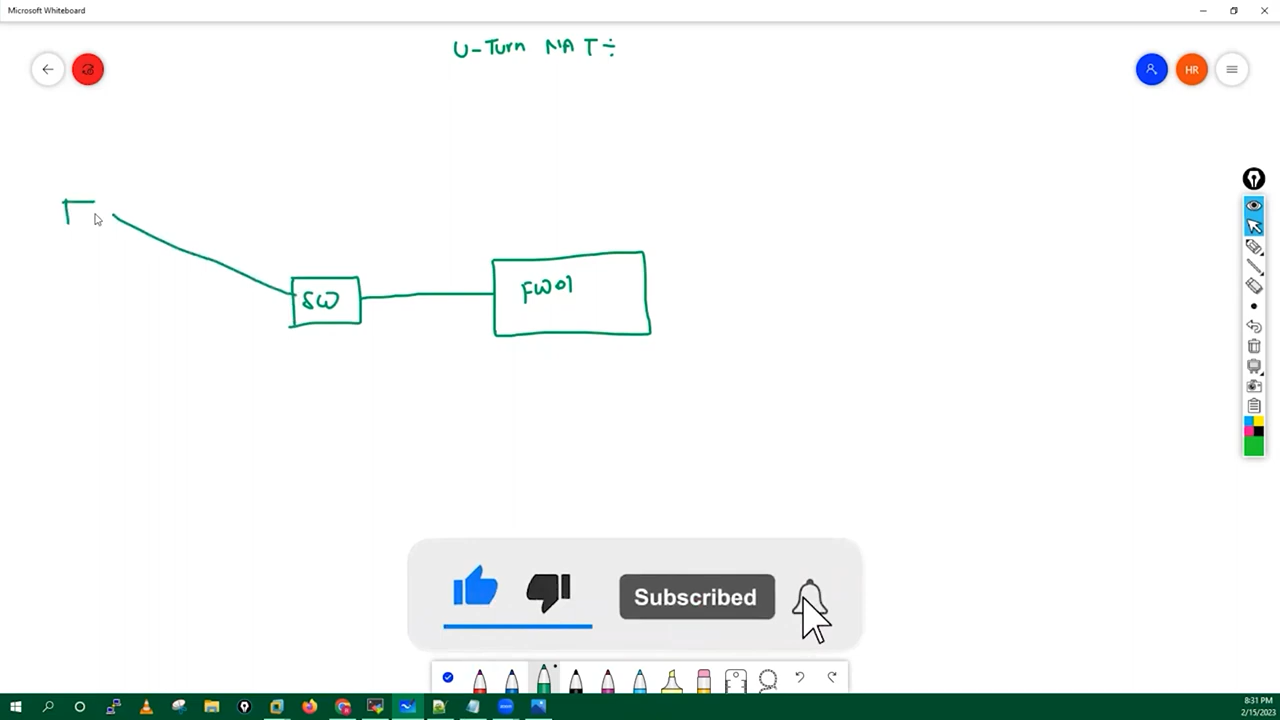 Microsoft Whiteboard
U-Turn NAT÷
HR
SW
FW01
Subscribed
8:31 PM
2/15/2023